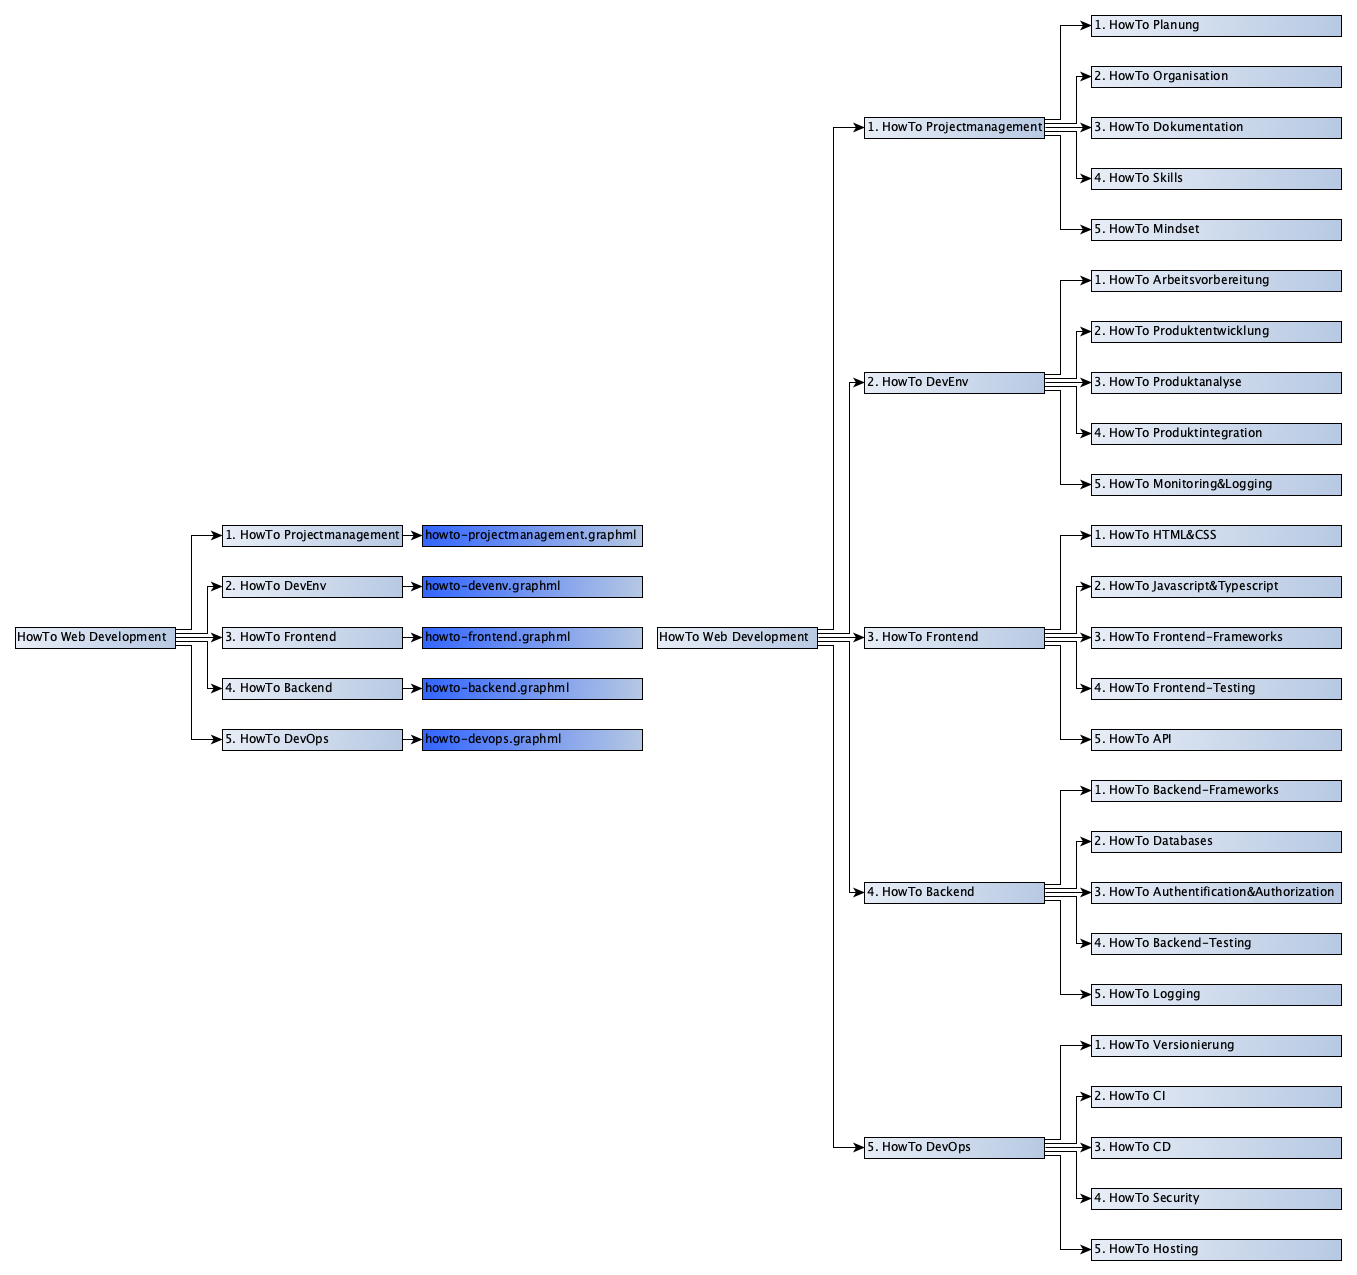 HowTo Web Development
1. HowTo Projectmanagement
howto-projectmanagement.graphml
2. HowTo DevEnv
howto-devenv.graphml
3. HowTo Frontend
howto-frontend.graphml
4. HowTo Backend
howto-backend.graphml
5. HowTo DevOps
howto-devops.graphml
HowTo Web Development
1. HowTo Projectmanagement
1. HowTo Planung
2. HowTo Organisation
3. HowTo Dokumentation
4. HowTo Skills
5. HowTo Mindset
2. HowTo DevEnv
1. HowTo Arbeitsvorbereitung
2. HowTo Produktentwicklung
3. HowTo Produktanalyse
4. HowTo Produktintegration
5. HowTo Monitoring&Logging
3. HowTo Frontend
1. HowTo HTML&CSS
2. HowTo Javascript&Typescript
3. HowTo Frontend-Frameworks
4. HowTo Frontend-Testing
5. HowTo API
4. HowTo Backend
1. HowTo Backend-Frameworks
2. HowTo Databases
3. HowTo Authentification&Authorization
4. HowTo Backend-Testing
5. HowTo Logging
5. HowTo DevOps
1. HowTo Versionierung
2. HowTo CI
3. HowTo CD
4. HowTo Security
5. HowTo Hosting